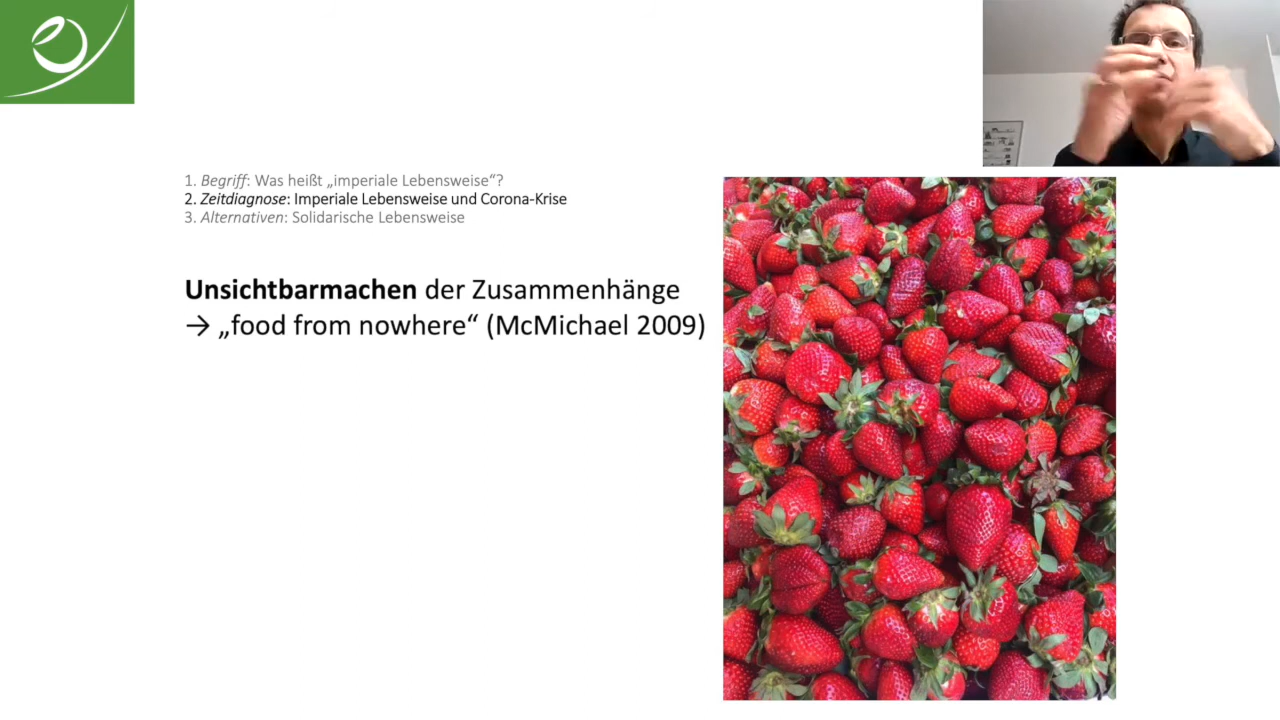 1. Begriff: Was heißt „imperiale Lebensweise“?
2. Zeitdiagnose: Imperiale Lebensweise und Corona-Krise
3. Alternativen: Solidarische Lebensweise
Unsichtbarmachen der Zusammenhänge
→ „food from nowhere“ (McMichael 2009)